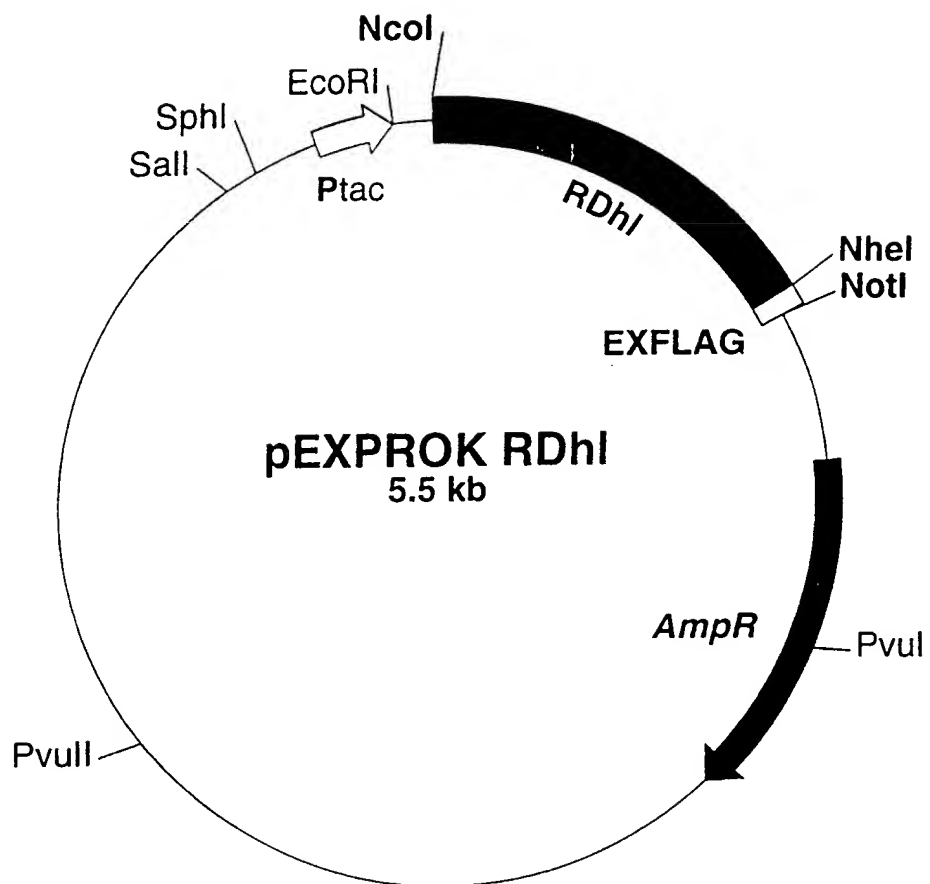 NcoI
EcoRI
SphI
SalI
Ptac
RDhI
NheI
NotI
EXFLAG
pEXPROK RDhI
5.5 kb
AmpR
PvuI
PvuII